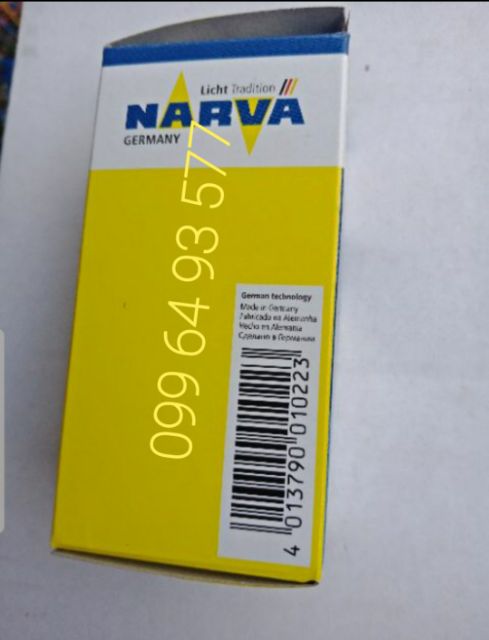 Licht Tradition
NARVA
GERMANY
099 64 93 577
German technology
Made in Germany
Fabricado na Alemanha
Hecho en Alemania
Сделано в Германии
4 013790 010223